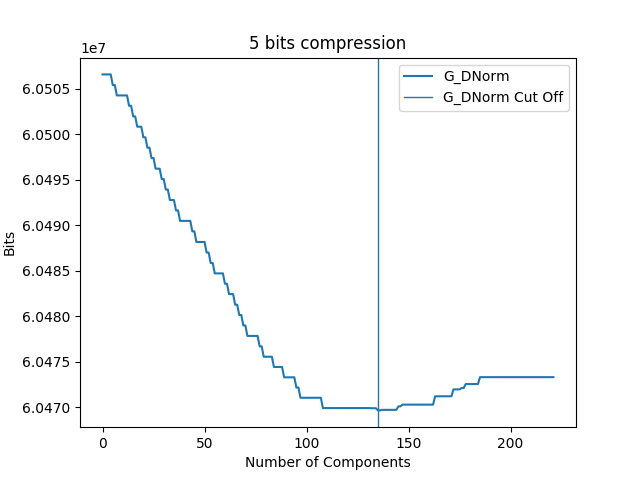 5 bits compression
1e7
G_DNorm
G_DNorm Cut Off
6.0505
6.0500
6.0495
6.0490
6.0485
6.0480
6.0475
6.0470
Bits
0 50 100 150 200
Number of Components